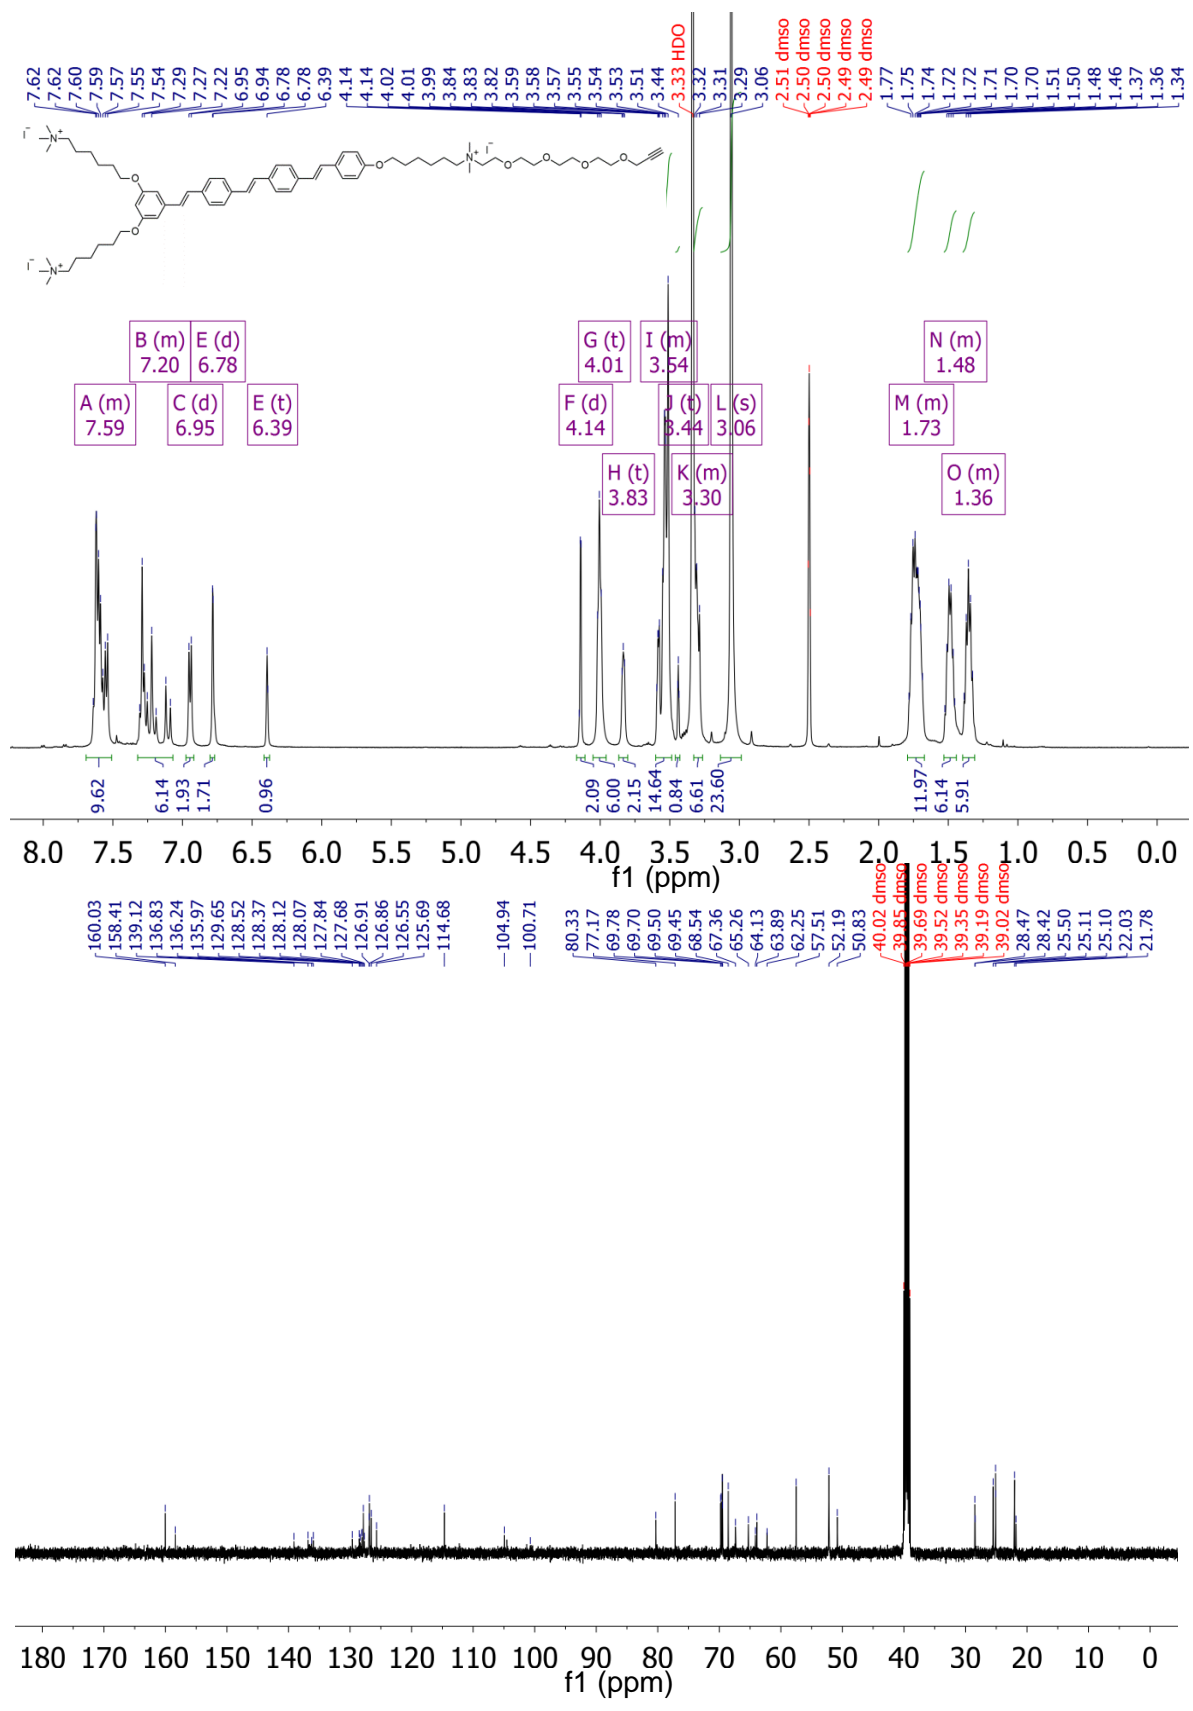 7.62 7.62 7.60 7.59 7.57 7.55 7.54 7.29 7.27 7.22 6.95 6.94 6.78 6.78 6.39 4.14 4.14 4.02 4.01 3.99 3.84 3.83 3.82 3.59 3.58 3.57 3.55 3.54 3.53 3.51 3.44 3.33 HDO 3.32 3.31 3.29 3.06 2.51 dmso 2.50 dmso 2.50 dmso 2.49 dmso 2.49 dmso 1.77 1.75 1.74 1.72 1.72 1.71 1.70 1.70 1.51 1.50 1.48 1.46 1.37 1.36 1.34
I⁻ N⁺ O O N⁺ I⁻ O O O O
O
I⁻ N⁺
B (m) E (d) G (t) I (m) N (m)
7.20 6.78 4.01 3.54 1.48
A (m) C (d) E (t) F (d) J (t) L (s) M (m)
7.59 6.95 6.39 4.14 3.44 3.06 1.73
H (t) K (m) O (m)
3.83 3.30 1.36
9.62 6.14 1.93 1.71 0.96 2.09 6.00 2.15 14.64 0.84 6.61 23.60 11.97 6.14 5.91
8.0 7.5 7.0 6.5 6.0 5.5 5.0 4.5 4.0 3.5 3.0 2.5 2.0 1.5 1.0 0.5 0.0
f1 (ppm)
160.03 158.41 139.12 136.83 136.24 135.97 129.65 128.52 128.37 128.12 128.07 127.84 127.68 126.91 126.86 126.55 125.69 114.68 104.94 100.71 80.33 77.17 69.78 69.70 69.50 69.45 68.54 67.36 65.26 64.13 63.89 62.25 57.51 52.19 50.83 40.02 dmso 39.85 dmso 39.69 dmso 39.52 dmso 39.35 dmso 39.19 dmso 39.02 dmso 28.47 28.42 25.50 25.11 25.10 22.03 21.78
180 170 160 150 140 130 120 110 100 90 80 70 60 50 40 30 20 10 0
f1 (ppm)